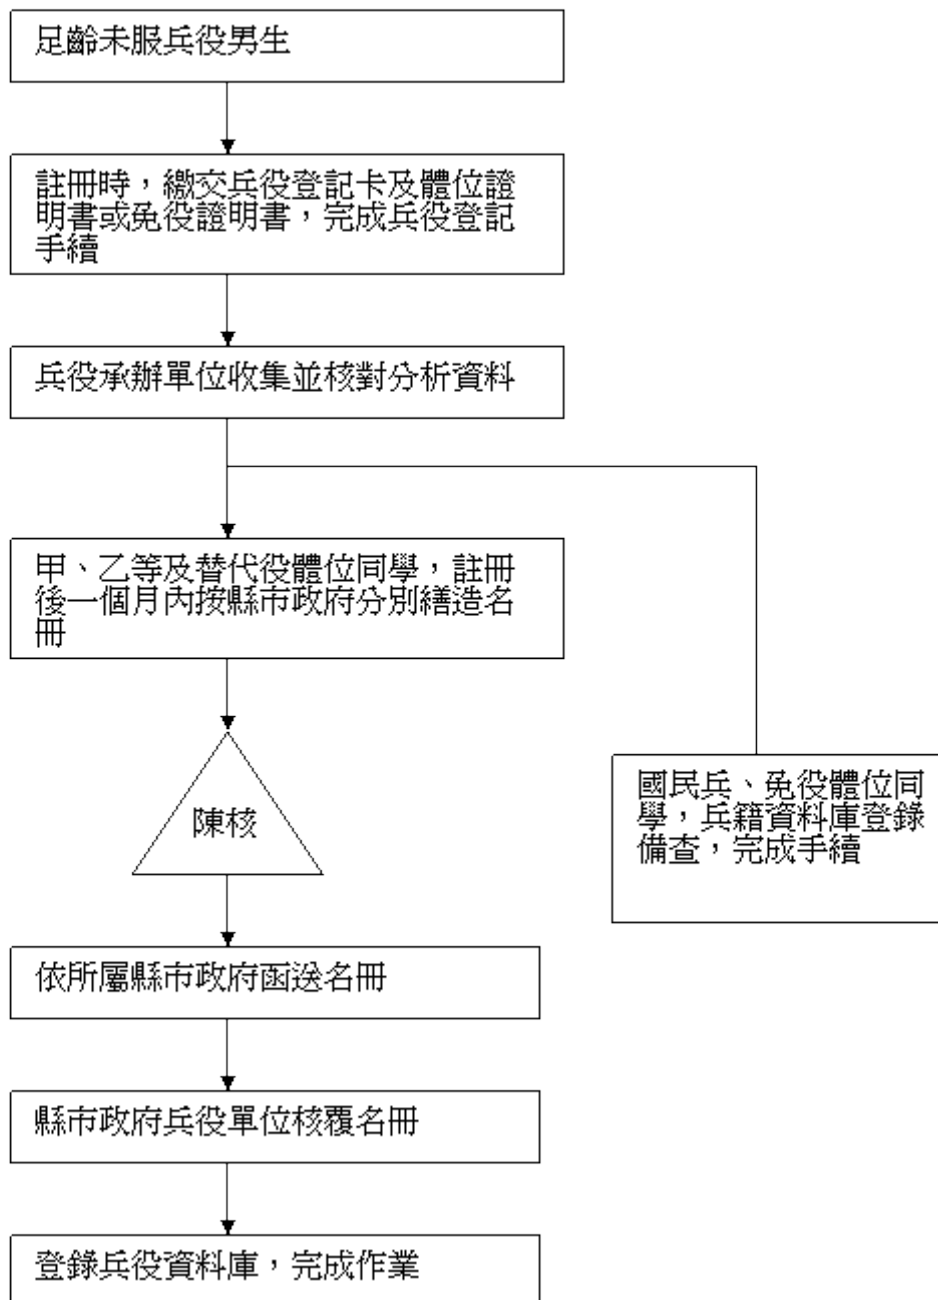 足齡未服兵役男生
註冊時，繳交兵役登記卡及體位證
明書或免役證明書，完成兵役登記
手續
兵役承辦單位收集並核對分析資料
甲、乙等及替代役體位同學，註冊
後一個月內按縣市政府分別繕造名
冊
陳核
國民兵、免役體位同
學，兵籍資料庫登錄
備查，完成手續
依所屬縣市政府函送名冊
縣市政府兵役單位核覆名冊
登錄兵役資料庫，完成作業